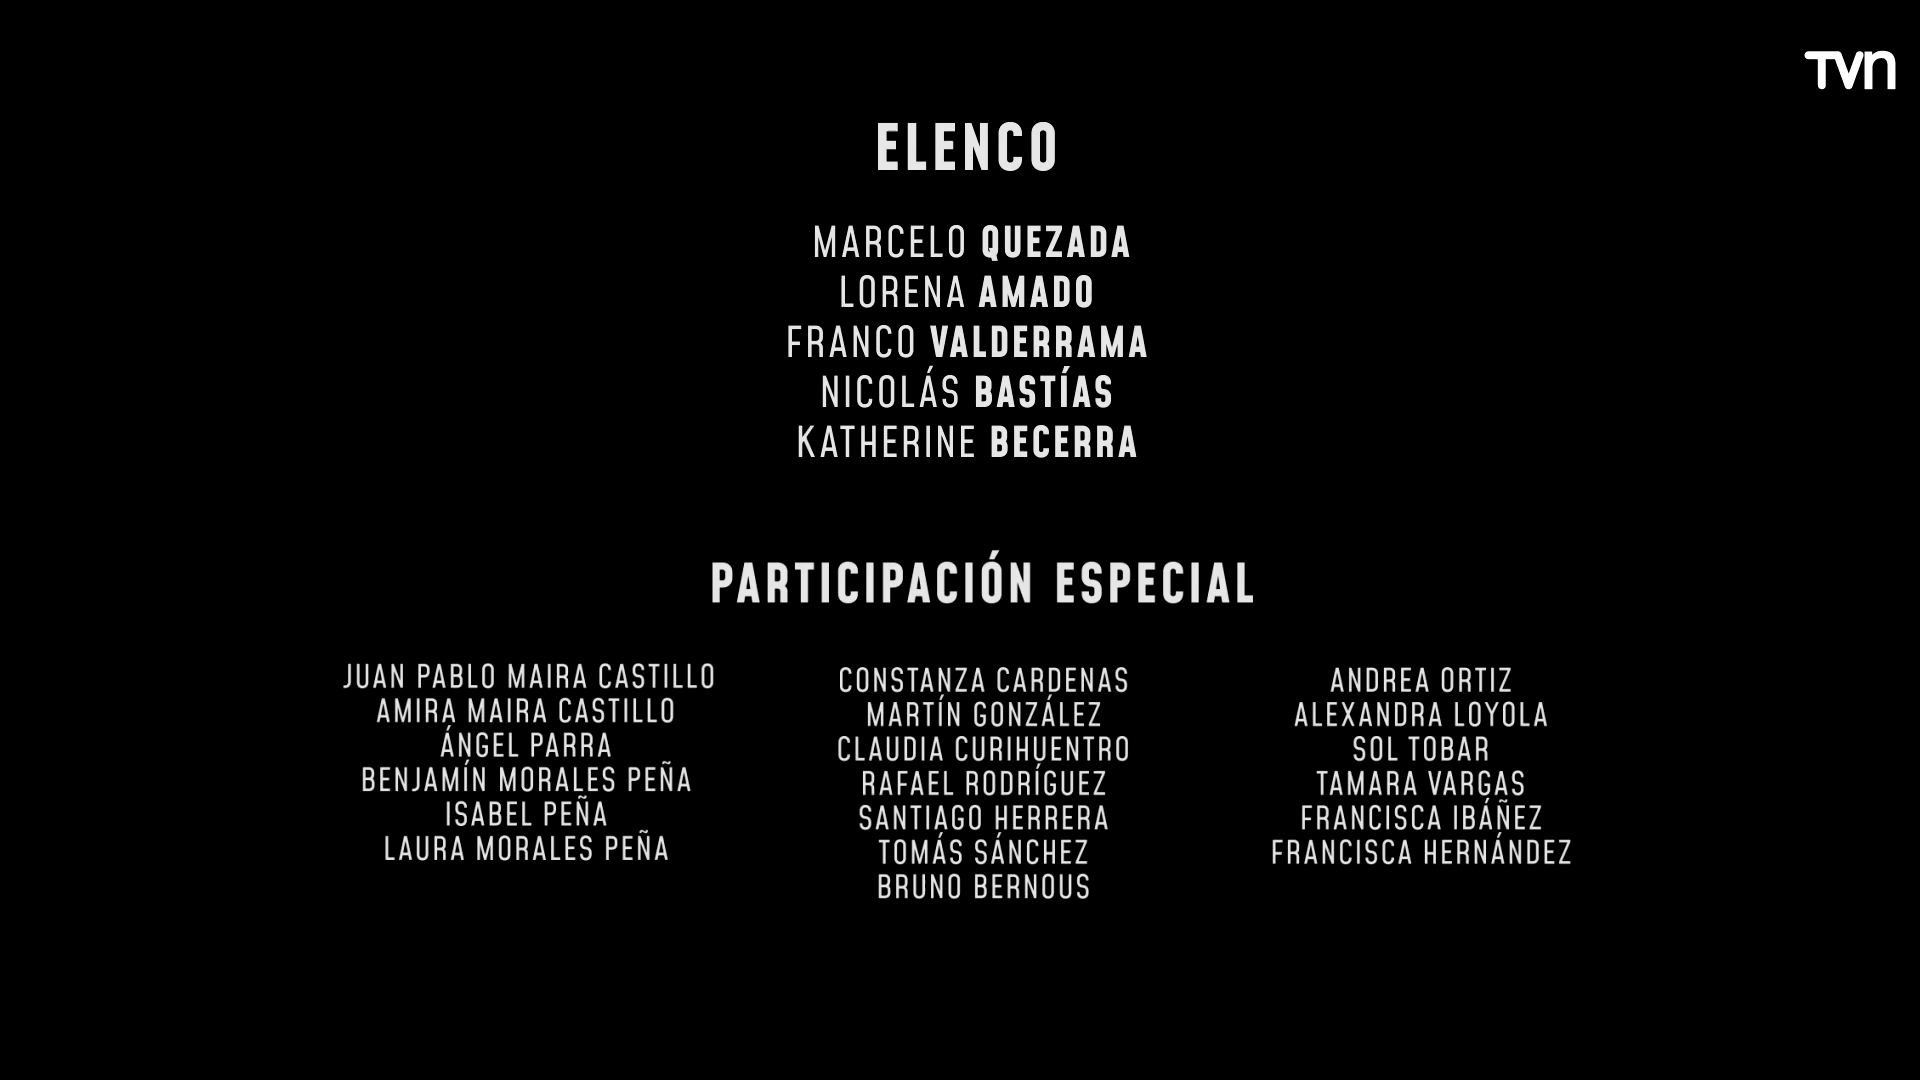 TVN
ELENCO
MARCELO QUEZADA
LORENA AMADO
FRANCO VALDERRAMA
NICOLÁS BASTÍAS
KATHERINE BECERRA
PARTICIPACIÓN ESPECIAL
JUAN PABLO MAIRA CASTILLO
AMIRA MAIRA CASTILLO
ÁNGEL PARRA
BENJAMÍN MORALES PEÑA
ISABEL PEÑA
LAURA MORALES PEÑA
CONSTANZA CARDENAS
MARTÍN GONZÁLEZ
CLAUDIA CURIHUENTRO
RAFAEL RODRÍGUEZ
SANTIAGO HERRERA
TOMÁS SÁNCHEZ
BRUNO BERNOUS
ANDREA ORTIZ
ALEXANDRA LOYOLA
SOL TOBAR
TAMARA VARGAS
FRANCISCA IBÁÑEZ
FRANCISCA HERNÁNDEZ